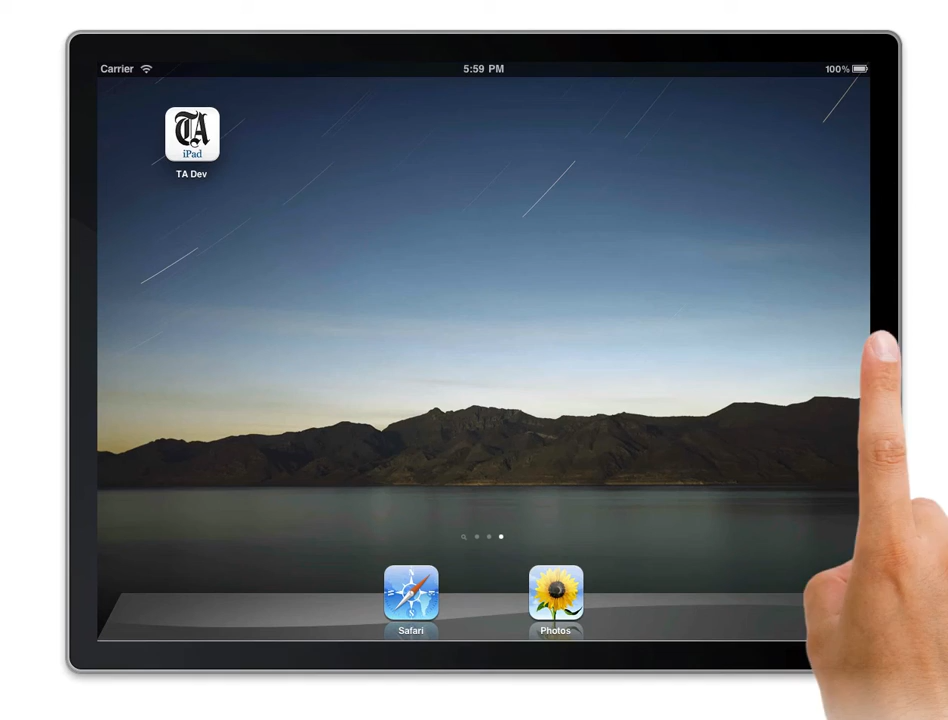 Carrier 5:59 PM 100%
TA
iPad
TA Dev
N
W E
S
Safari Photos